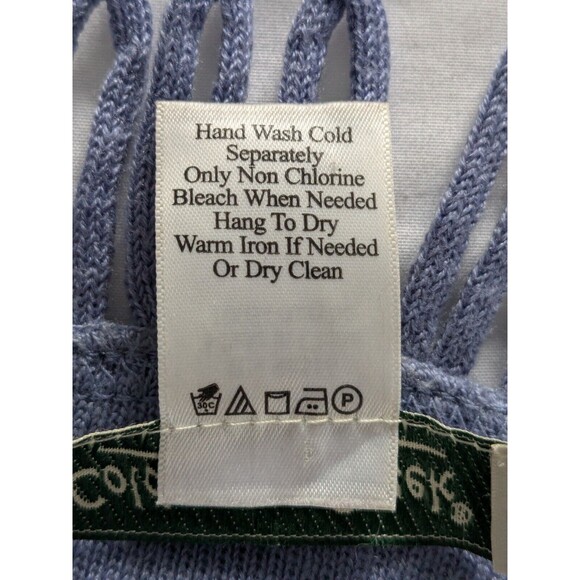 Hand Wash Cold
Separately
Only Non Chlorine
Bleach When Needed
Hang To Dry
Warm Iron If Needed
Or Dry Clean
30C P